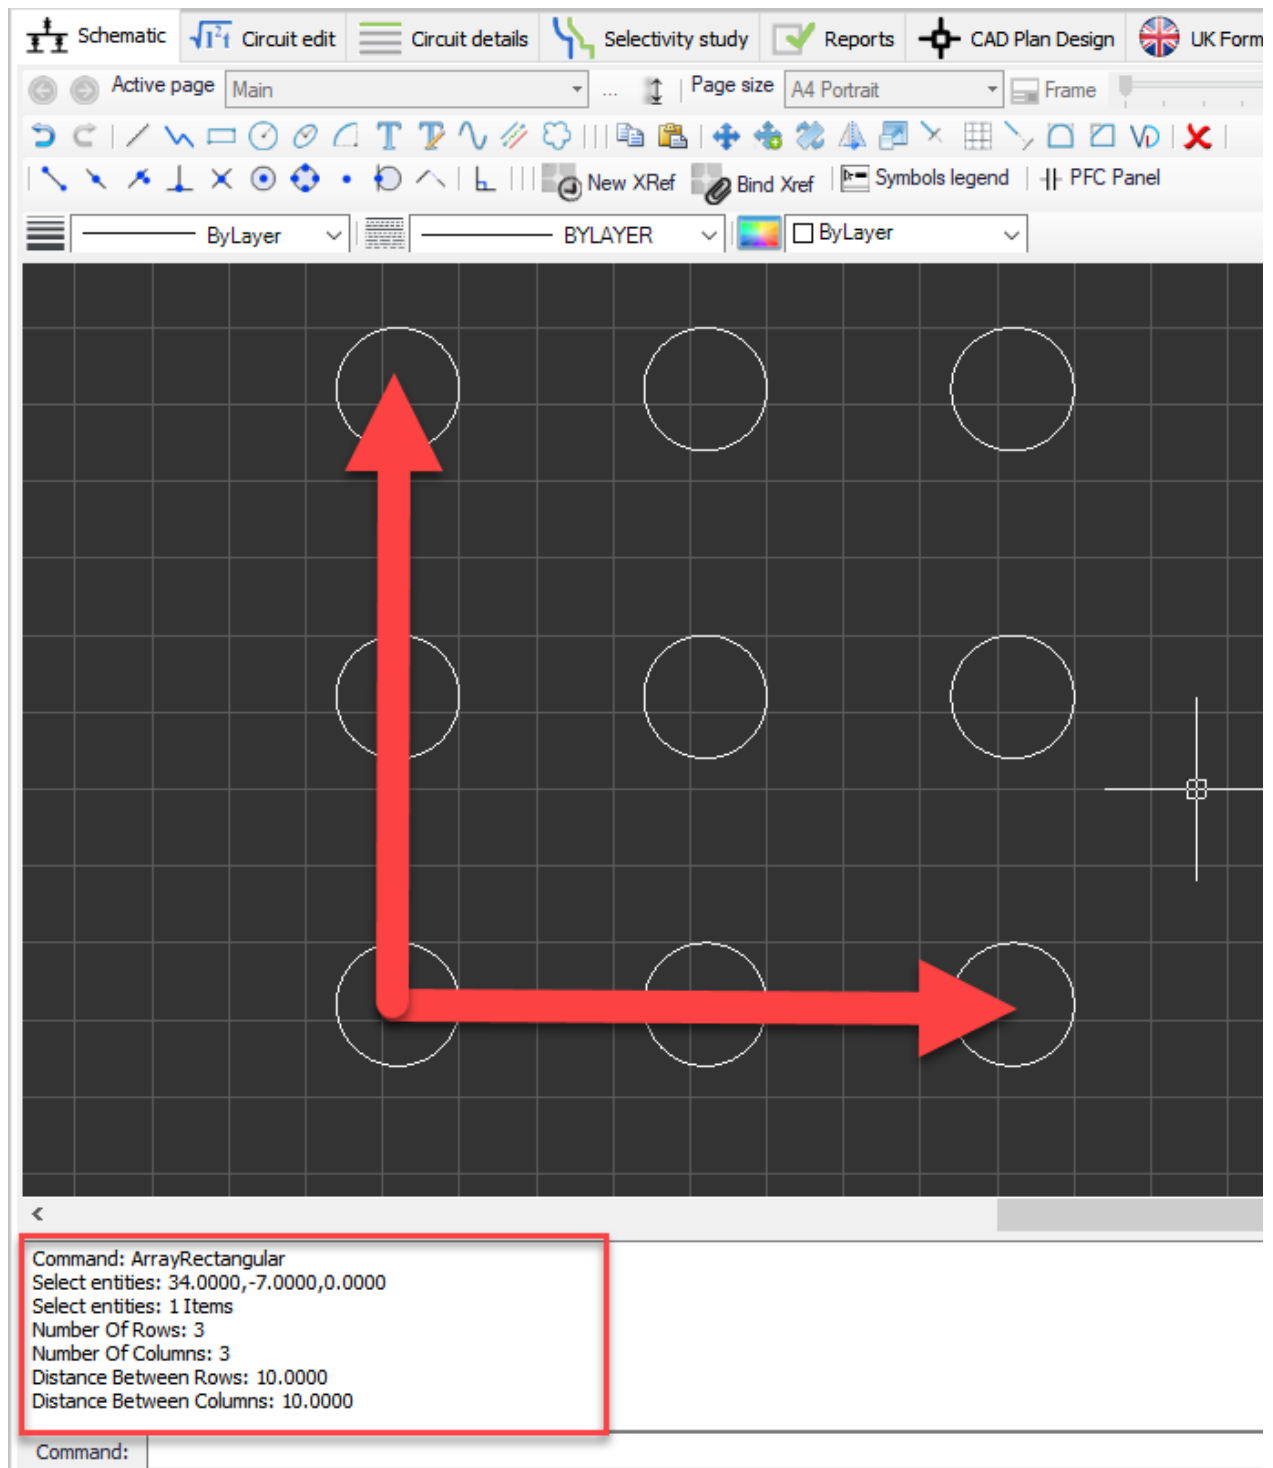 Schematic I²t Circuit edit Circuit details Selectivity study Reports CAD Plan Design UK Form
Active page Main ... Page size A4 Portrait Frame
New XRef Bind Xref Symbols legend PFC Panel
ByLayer BYLAYER ByLayer
Command: ArrayRectangular
Select entities: 34.0000,-7.0000,0.0000
Select entities: 1 Items
Number Of Rows: 3
Number Of Columns: 3
Distance Between Rows: 10.0000
Distance Between Columns: 10.0000
Command: